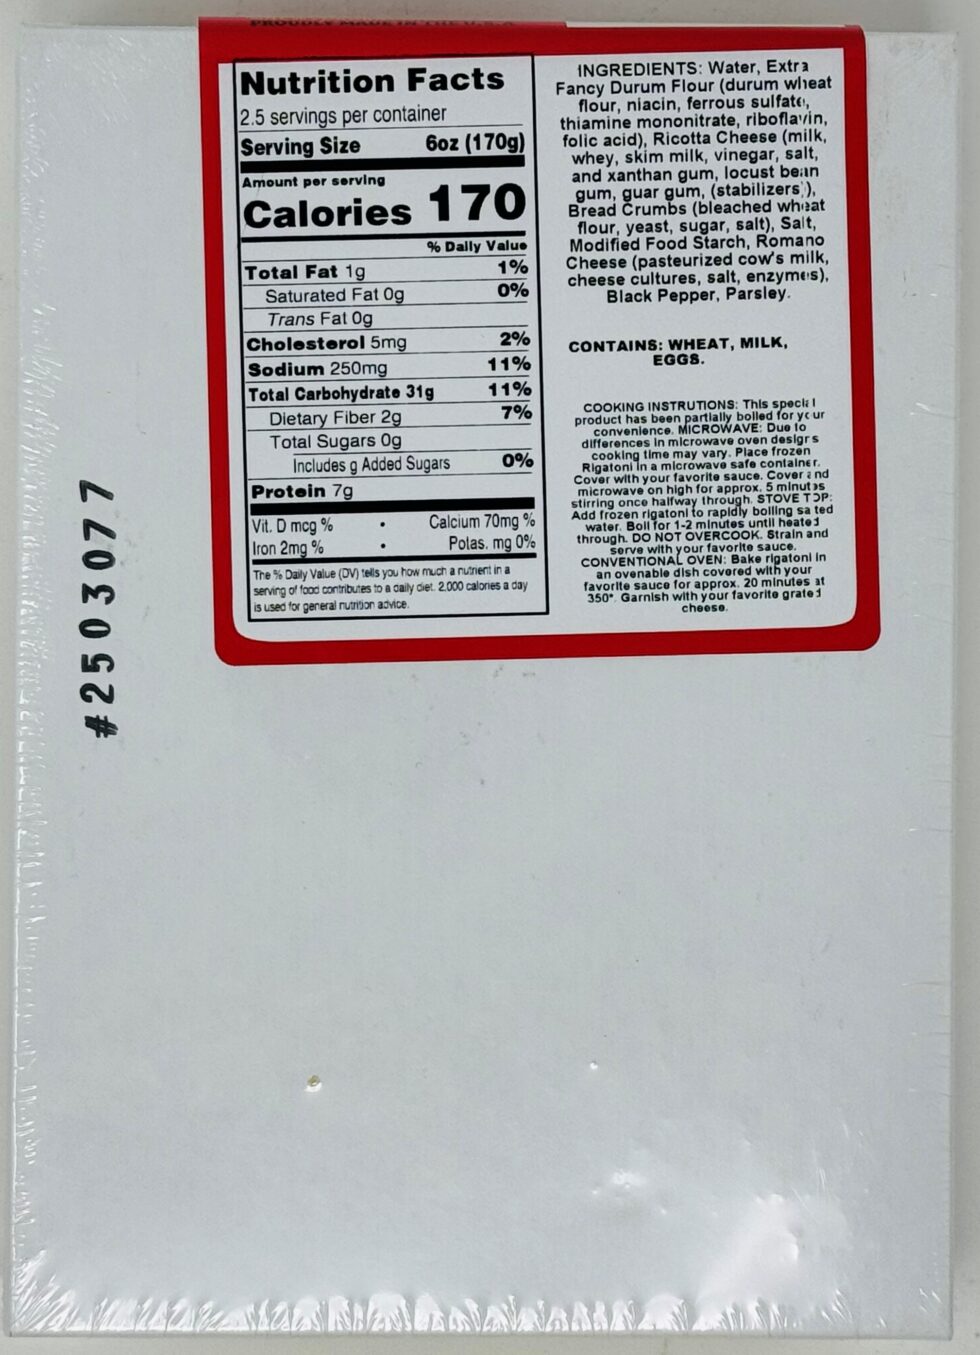 PROUDLY MADE IN THE U.S.A.
Nutrition Facts
2.5 servings per container
Serving Size 6oz (170g)
Amount per serving
Calories 170
% Daily Value
Total Fat 1g 1%
Saturated Fat 0g 0%
Trans Fat 0g
Cholesterol 5mg 2%
Sodium 250mg 11%
Total Carbohydrate 31g 11%
Dietary Fiber 2g 7%
Total Sugars 0g
Includes g Added Sugars 0%
Protein 7g
Vit. D mcg % • Calcium 70mg %
Iron 2mg % • Potas. mg 0%
The % Daily Value (DV) tells you how much a nutrient in a
serving of food contributes to a daily diet. 2,000 calories a day
is used for general nutrition advice.
INGREDIENTS: Water, Extra
Fancy Durum Flour (durum wheat
flour, niacin, ferrous sulfate,
thiamine mononitrate, riboflavin,
folic acid), Ricotta Cheese (milk,
whey, skim milk, vinegar, salt,
and xanthan gum, locust bean
gum, guar gum, (stabilizers),
Bread Crumbs (bleached wheat
flour, yeast, sugar, salt), Salt,
Modified Food Starch, Romano
Cheese (pasteurized cow's milk,
cheese cultures, salt, enzymes),
Black Pepper, Parsley.
CONTAINS: WHEAT, MILK,
EGGS.
COOKING INSTRUTIONS: This special
product has been partially boiled for your
convenience. MICROWAVE: Due to
differences in microwave oven designs
cooking time may vary. Place frozen
Rigatoni in a microwave safe container.
Cover with your favorite sauce. Cover and
microwave on high for approx. 5 minutes
stirring once halfway through. STOVE TOP:
Add frozen rigatoni to rapidly boiling salted
water. Boil for 1-2 minutes until heated
through. DO NOT OVERCOOK. Strain and
serve with your favorite sauce.
CONVENTIONAL OVEN: Bake rigatoni in
an ovenable dish covered with your
favorite sauce for approx. 20 minutes at
350°. Garnish with your favorite grated
cheese.
#2503077